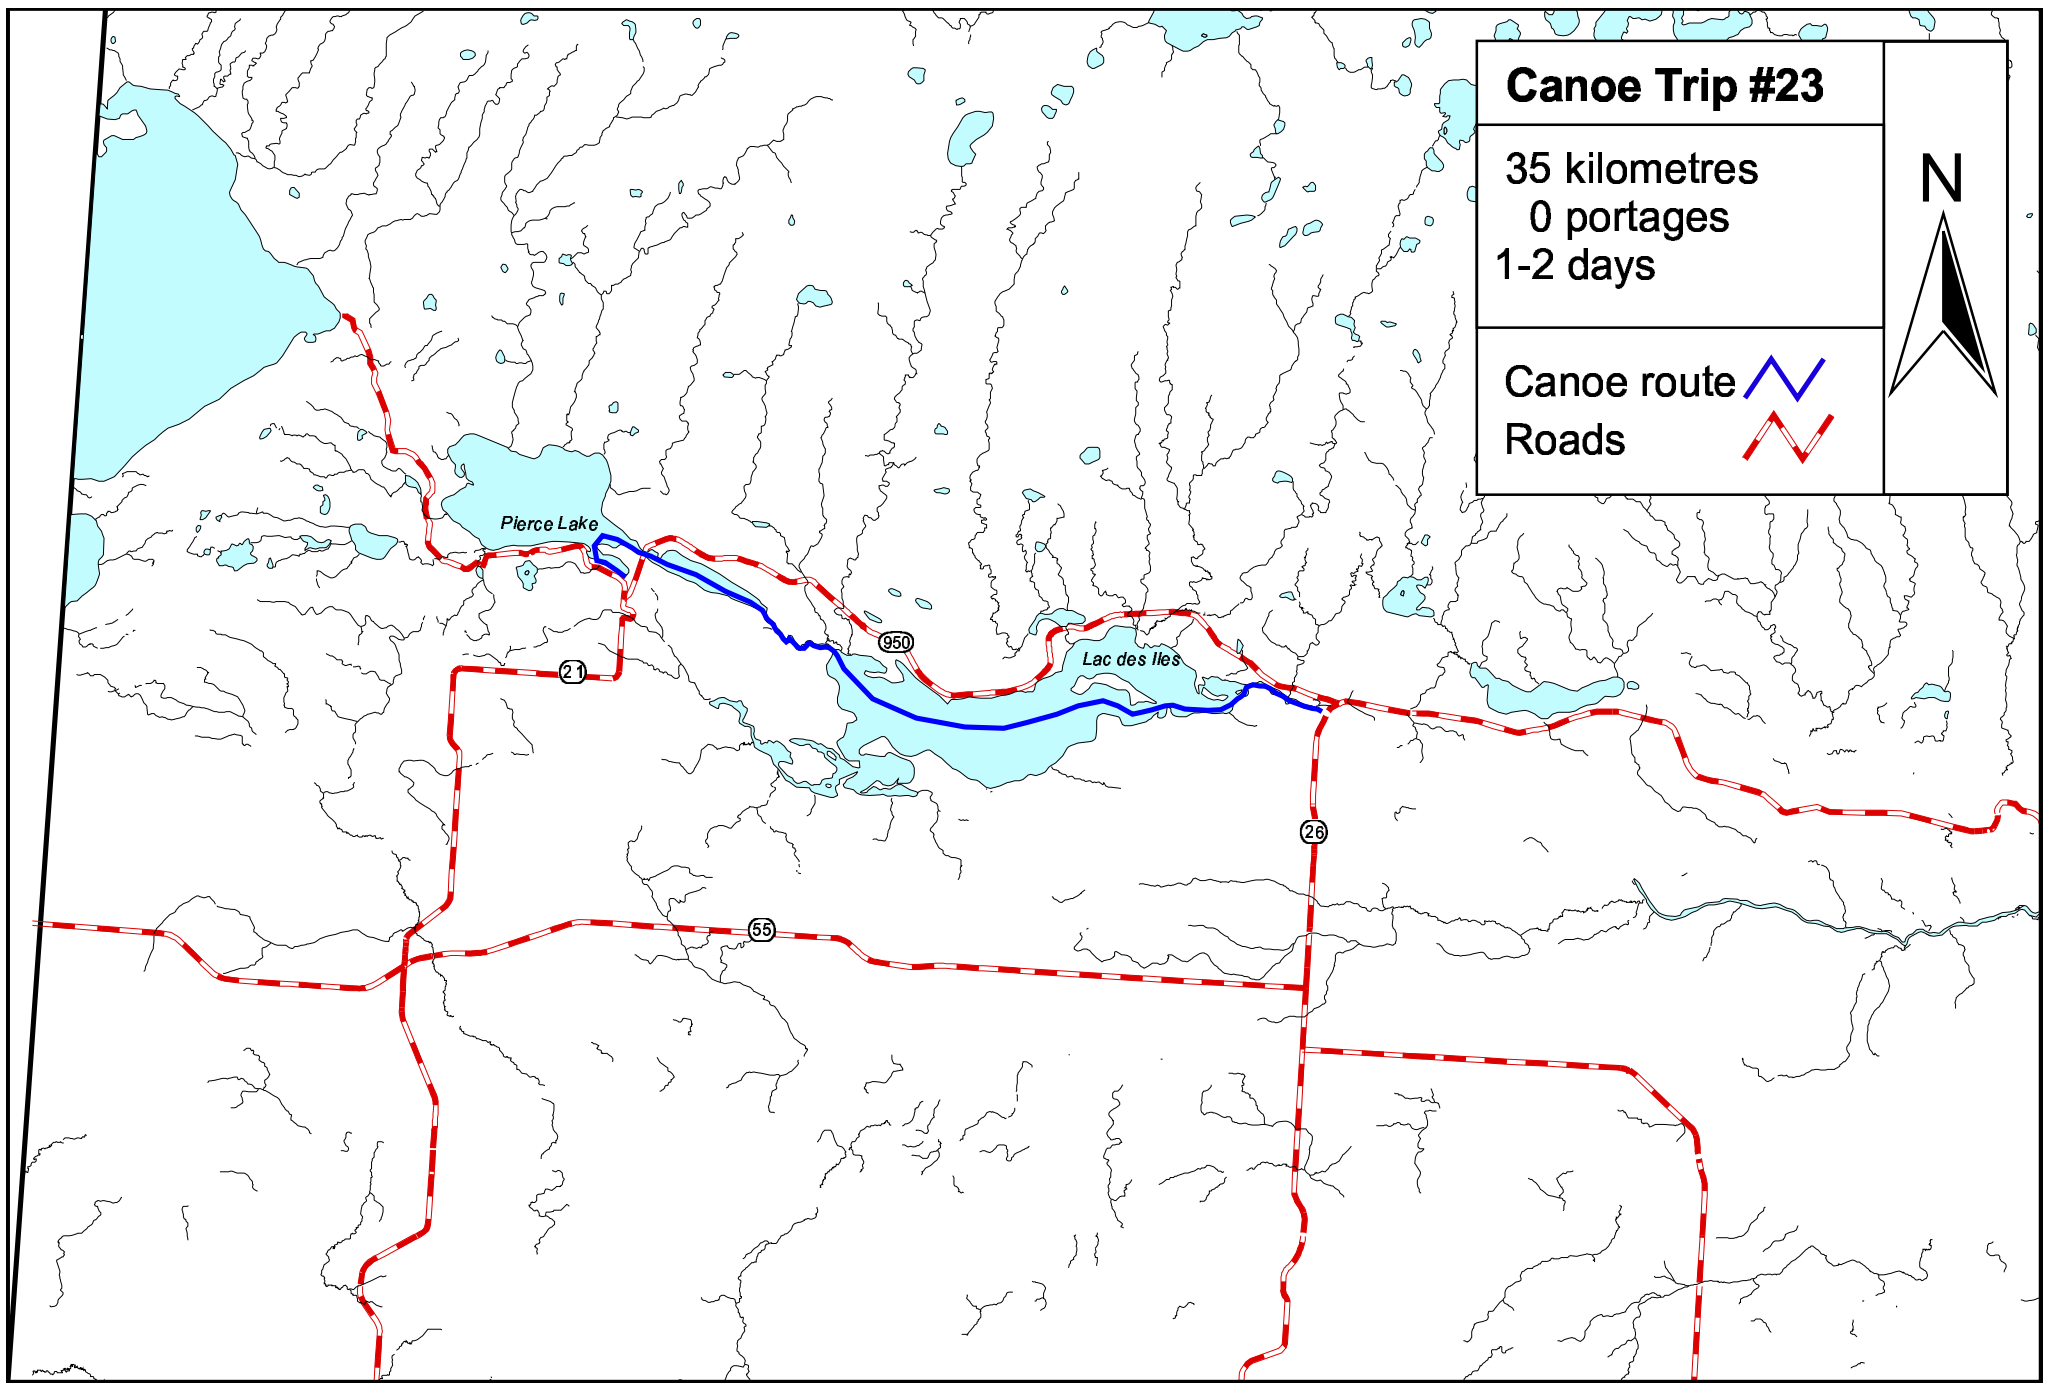 Canoe Trip #23
35 kilometres
0 portages
1-2 days
Canoe route
Roads
N
Pierce Lake
950
Lac des Iles
21
26
55